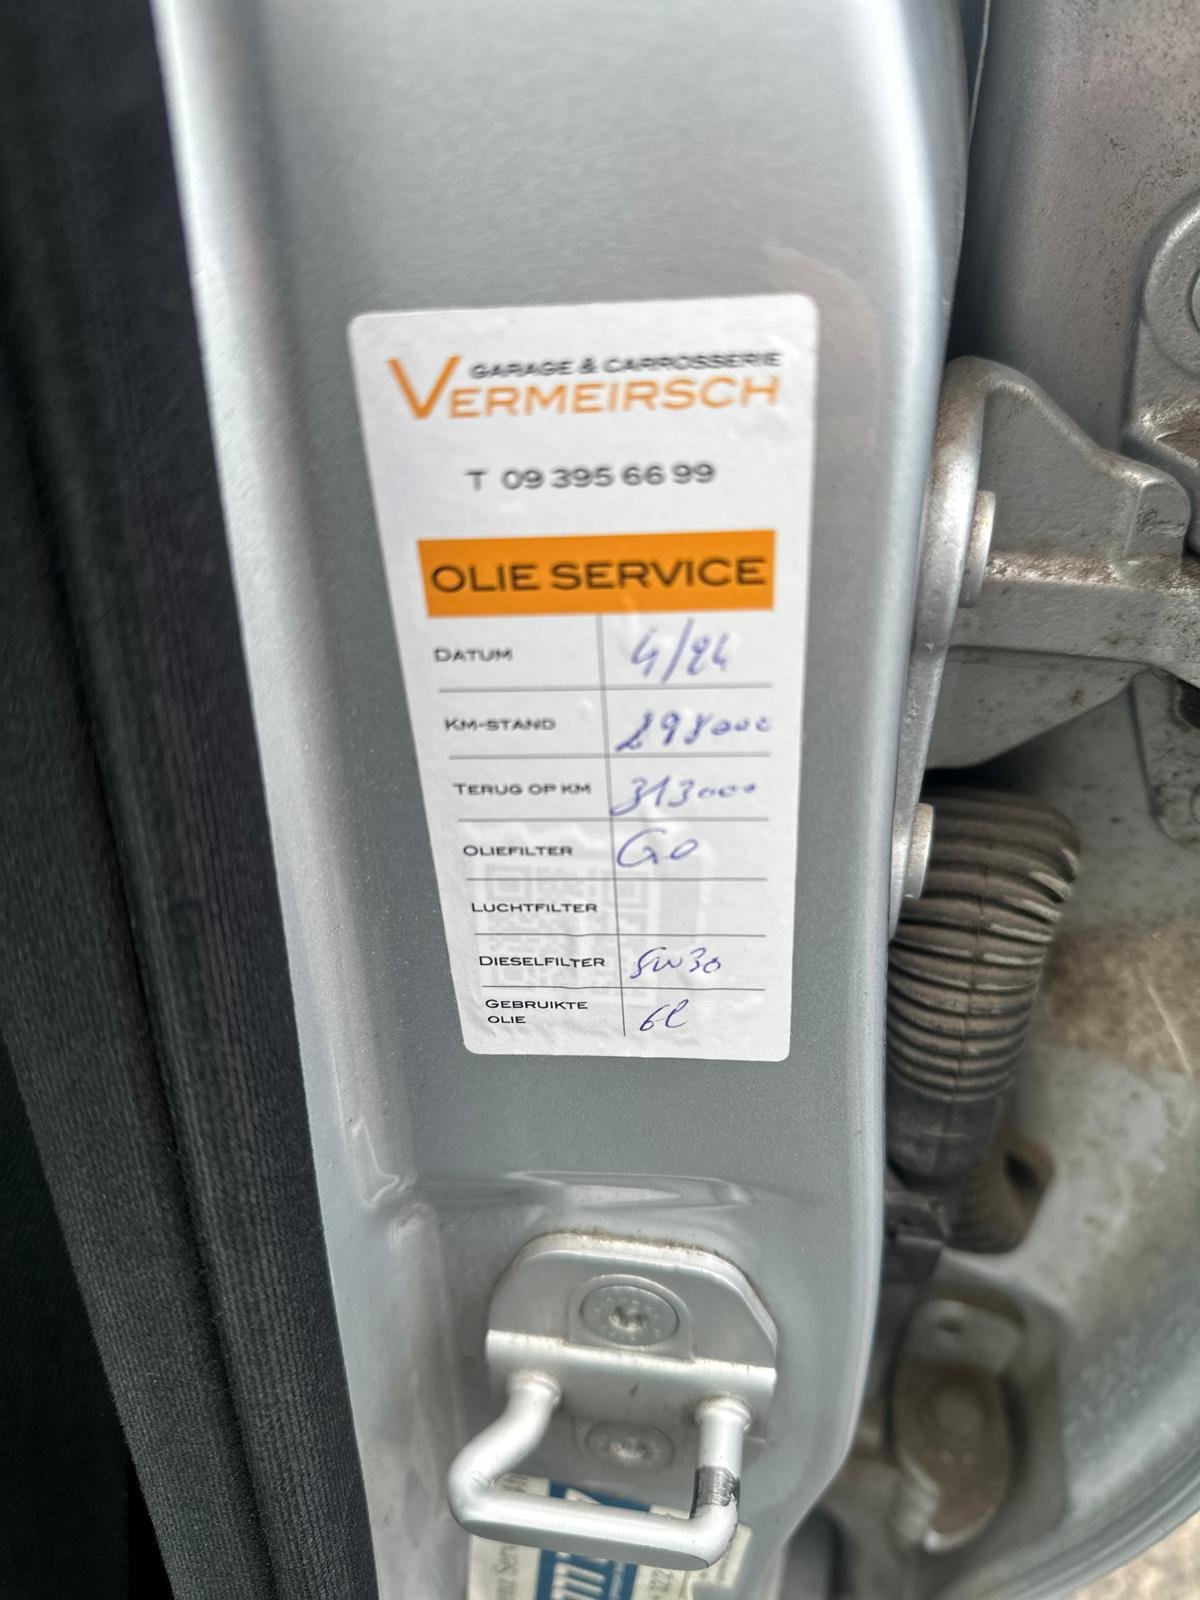 GARAGE & CARROSSERIE
VERMEIRSCH
T 09 395 66 99
OLIE SERVICE
DATUM 4/24
KM-STAND 298000
TERUG OP KM 313000
OLIEFILTER GO
LUCHTFILTER
DIESELFILTER 5W30
GEBRUIKTE
OLIE 6l